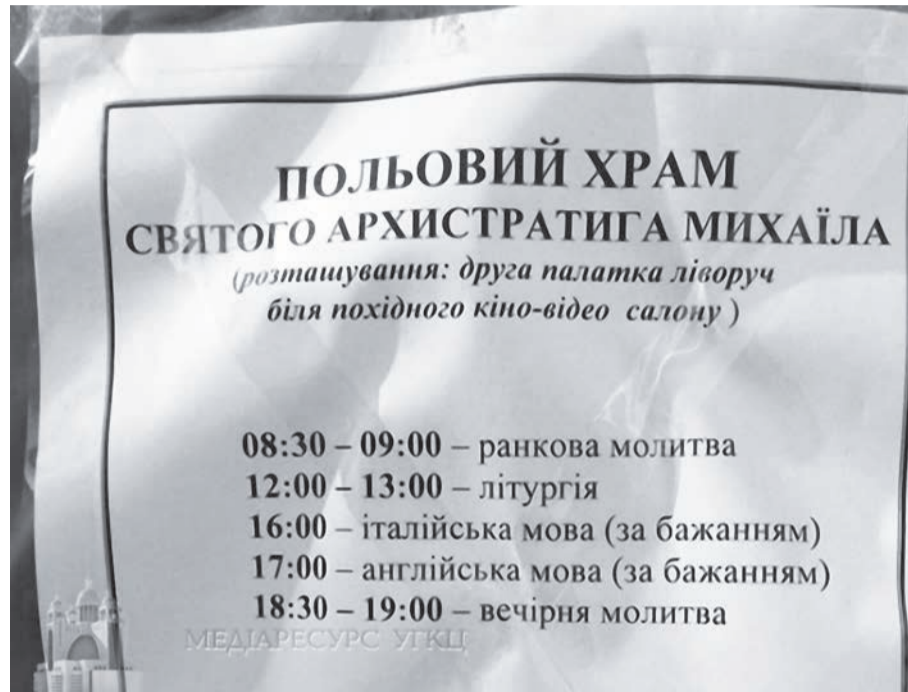 ПОЛЬОВИЙ ХРАМ
СВЯТОГО АРХИСТРАТИГА МИХАЇЛА
(розташування: друга палатка ліворуч
біля похідного кіно-відео салону )
08:30 – 09:00 – ранкова молитва
12:00 – 13:00 – літургія
16:00 – італійська мова (за бажанням)
17:00 – англійська мова (за бажанням)
18:30 – 19:00 – вечірня молитва
МЕДІАРЕСУРС УГКЦ